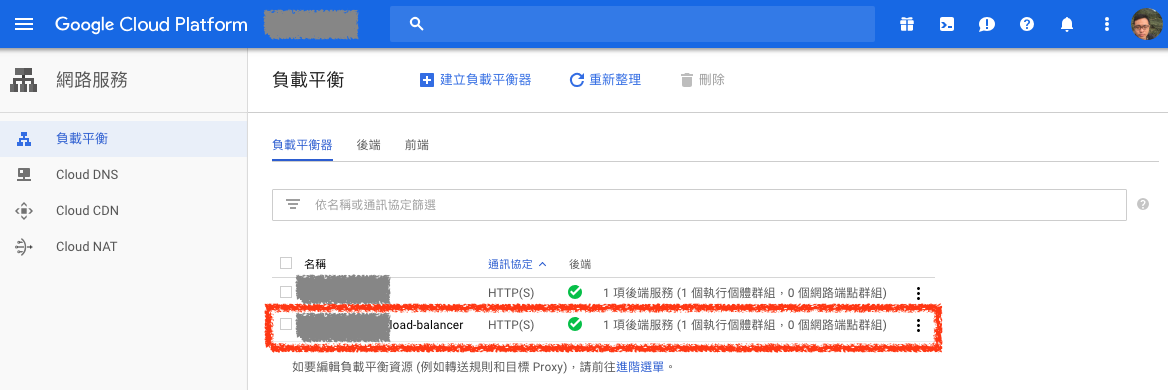 Google Cloud Platform
網路服務
負載平衡
建立負載平衡器
重新整理
刪除
負載平衡
Cloud DNS
Cloud CDN
Cloud NAT
負載平衡器 後端 前端
依名稱或通訊協定篩選
名稱 通訊協定 後端
HTTP(S) 1 項後端服務 (1 個執行個體群組，0 個網路端點群組)
load-balancer HTTP(S) 1 項後端服務 (1 個執行個體群組，0 個網路端點群組)
如要編輯負載平衡資源 (例如轉送規則和目標 Proxy)，請前往進階選單。